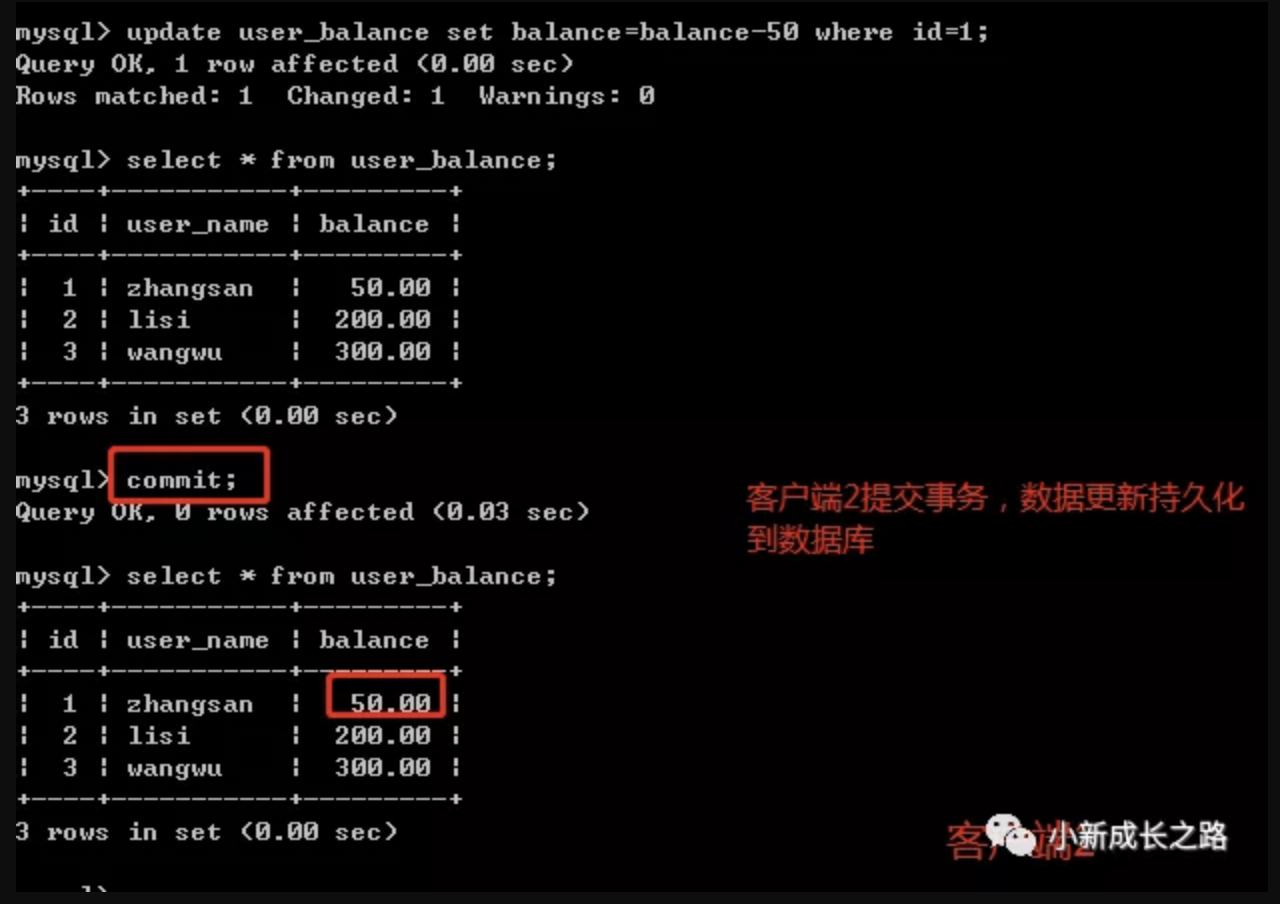 mysql> update user_balance set balance=balance-50 where id=1;
Query OK, 1 row affected (0.00 sec)
Rows matched: 1  Changed: 1  Warnings: 0
mysql> select * from user_balance;
+----+-----------+---------+
| id | user_name | balance |
+----+-----------+---------+
|  1 | zhangsan  |   50.00 |
|  2 | lisi      |  200.00 |
|  3 | wangwu    |  300.00 |
+----+-----------+---------+
3 rows in set (0.00 sec)
mysql> commit;
Query OK, 0 rows affected (0.03 sec)
客户端2提交事务，数据更新持久化
到数据库
mysql> select * from user_balance;
+----+-----------+---------+
| id | user_name | balance |
+----+-----------+---------+
|  1 | zhangsan  |   50.00 |
|  2 | lisi      |  200.00 |
|  3 | wangwu    |  300.00 |
+----+-----------+---------+
3 rows in set (0.00 sec)
客户端2
小新成长之路